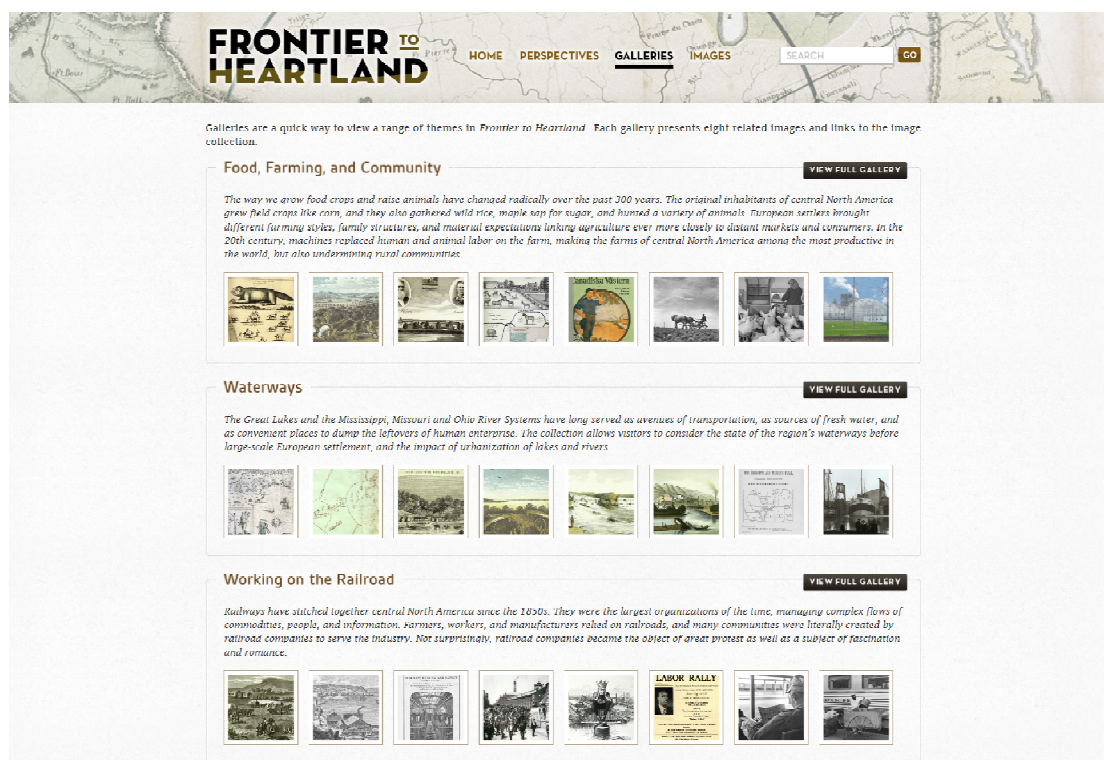 FRONTIER TO
HEARTLAND
HOME PERSPECTIVES GALLERIES IMAGES
SEARCH GO
Galleries are a quick way to view a range of themes in Frontier to Heartland. Each gallery presents eight related images and links to the image
collection.
Food, Farming, and Community
VIEW FULL GALLERY
The way we grow food crops and raise animals have changed radically over the past 300 years. The original inhabitants of central North America
grew field crops like corn, and they also gathered wild rice, maple sap for sugar, and hunted a variety of animals. European settlers brought
different farming styles, family structures, and material expectations linking agriculture ever more closely to distant markets and consumers. In the
20th century, machines replaced human and animal labor on the farm, making the farms of central North America among the most productive in
the world, but also undermining rural communities.
Canadiska Västern
Waterways
VIEW FULL GALLERY
The Great Lakes and the Mississippi, Missouri and Ohio River Systems have long served as avenues of transportation, as sources of fresh water, and
as convenient places to dump the leftovers of human enterprise. The collection allows visitors to consider the state of the region's waterways before
large-scale European settlement, and the impact of urbanization of lakes and rivers.
Working on the Railroad
VIEW FULL GALLERY
Railways have stitched together central North America since the 1850s. They were the largest organizations of the time, managing complex flows of
commodities, people, and information. Farmers, workers, and manufacturers relied on railroads, and many communities were literally created by
railroad companies to serve the industry. Not surprisingly, railroad companies became the object of great protest as well as a subject of fascination
and romance.
LABOR RALLY